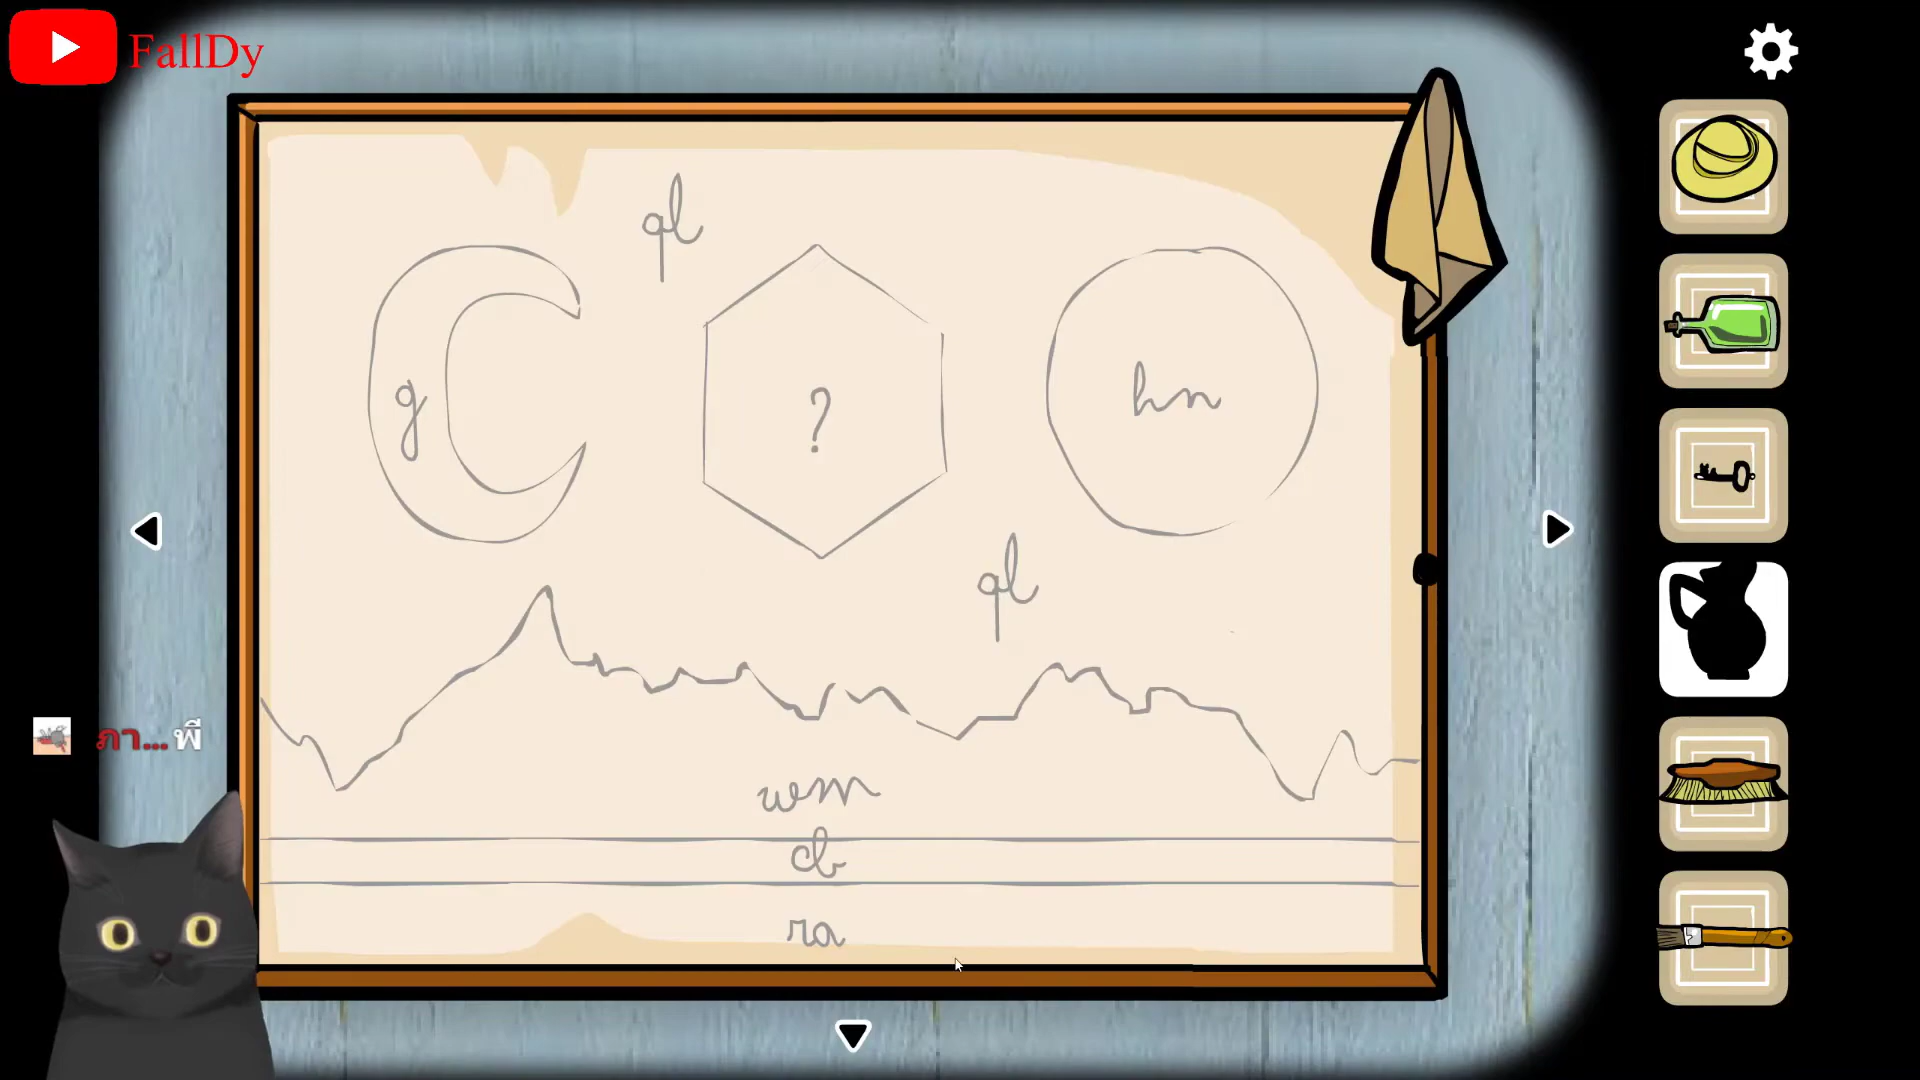 FallDy
ql
g
?
hn
ql
wm
cb
ra
ภา...พี